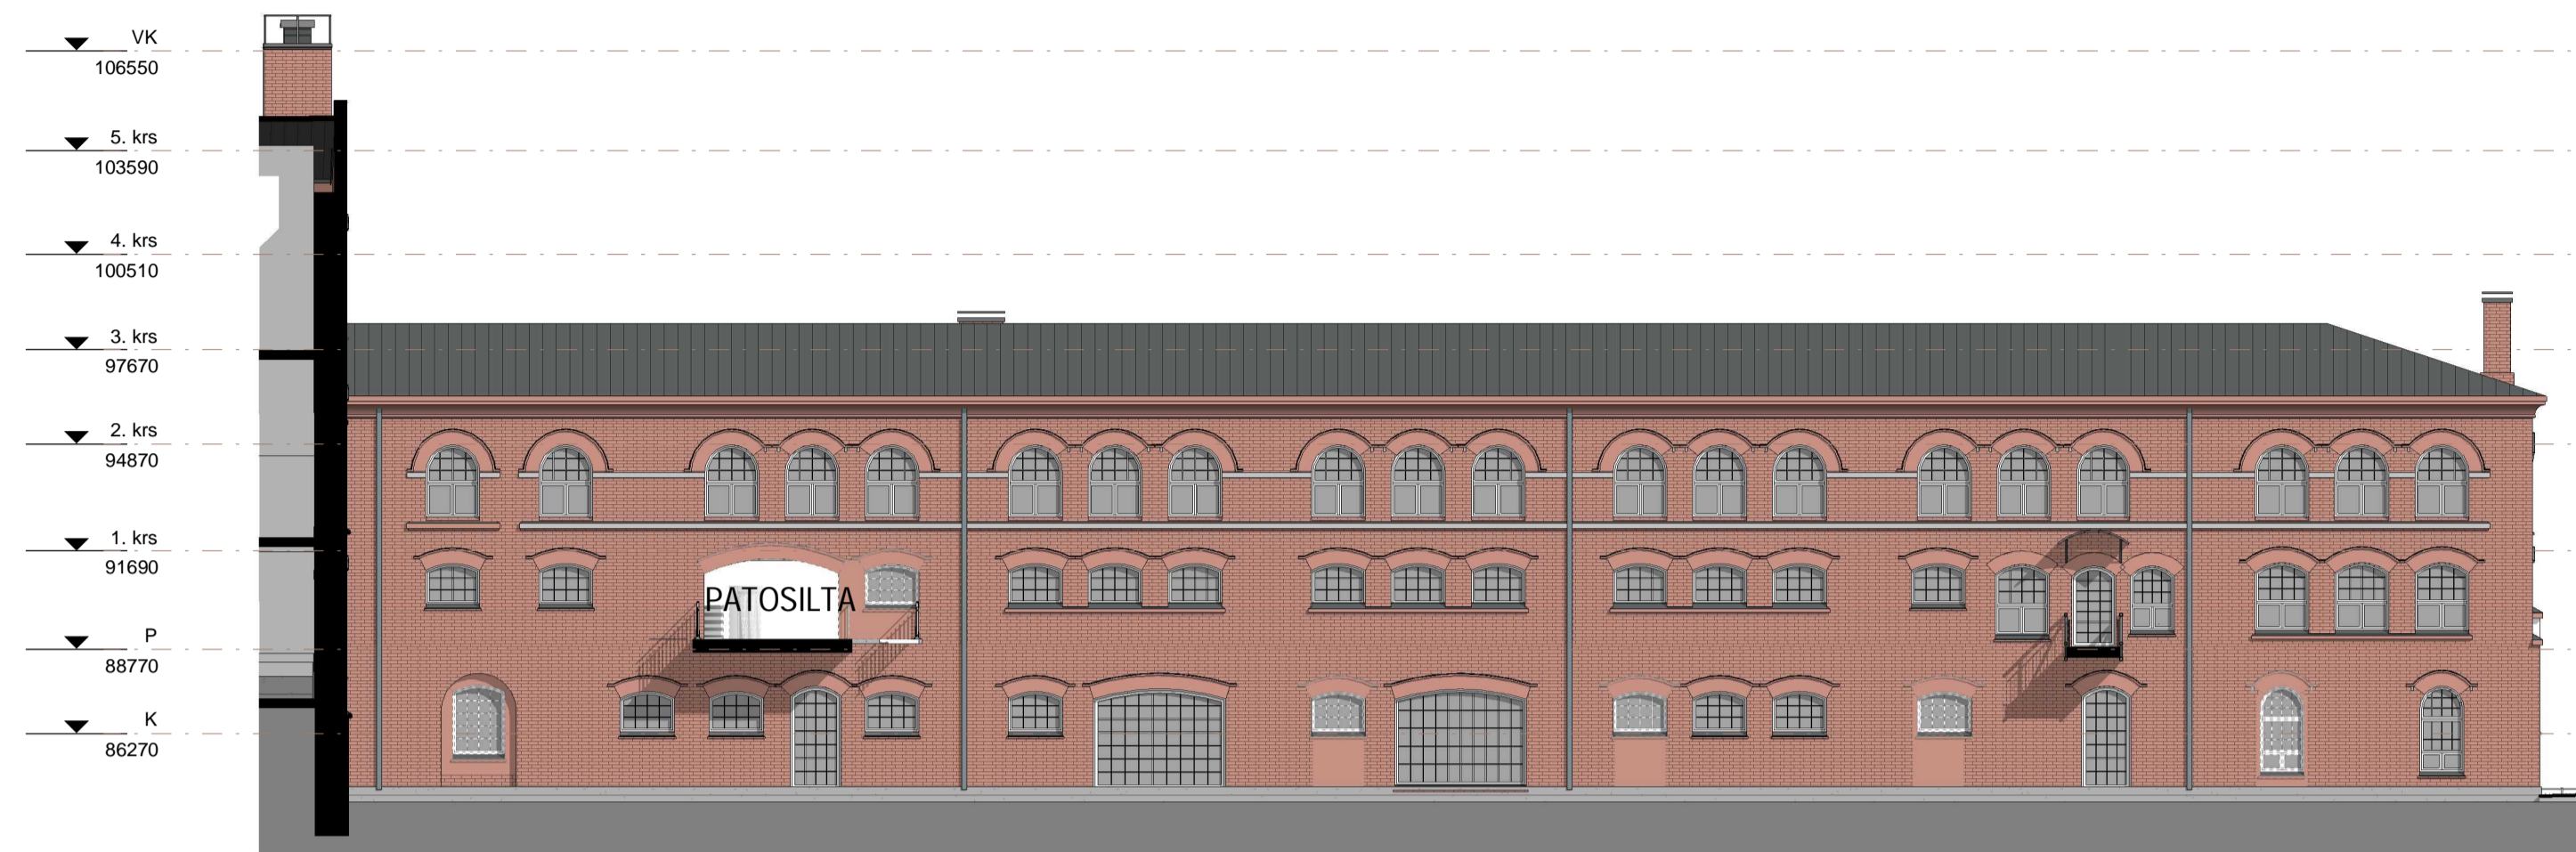 VK
106550
5. krs
103590
4. krs
100510
3. krs
97670
2. krs
94870
1. krs
91690
PATOSILTA
P
88770
K
86270